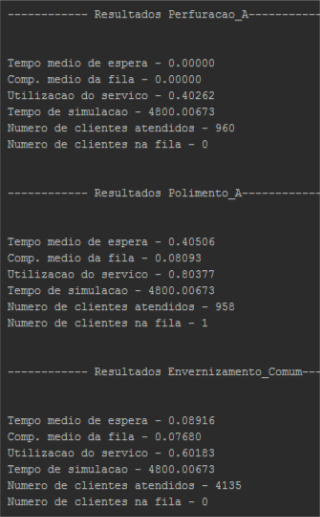 ------------ Resultados Perfuracao_A------------
Tempo medio de espera - 0.00000
Comp. medio da fila - 0.00000
Utilizacao do servico - 0.40262
Tempo de simulacao - 4800.00673
Numero de clientes atendidos - 960
Numero de clientes na fila - 0
------------ Resultados Polimento_A------------
Tempo medio de espera - 0.40506
Comp. medio da fila - 0.08093
Utilizacao do servico - 0.80377
Tempo de simulacao - 4800.00673
Numero de clientes atendidos - 958
Numero de clientes na fila - 1
------------ Resultados Envernizamento_Comum---
Tempo medio de espera - 0.08916
Comp. medio da fila - 0.07680
Utilizacao do servico - 0.60183
Tempo de simulacao - 4800.00673
Numero de clientes atendidos - 4135
Numero de clientes na fila - 0